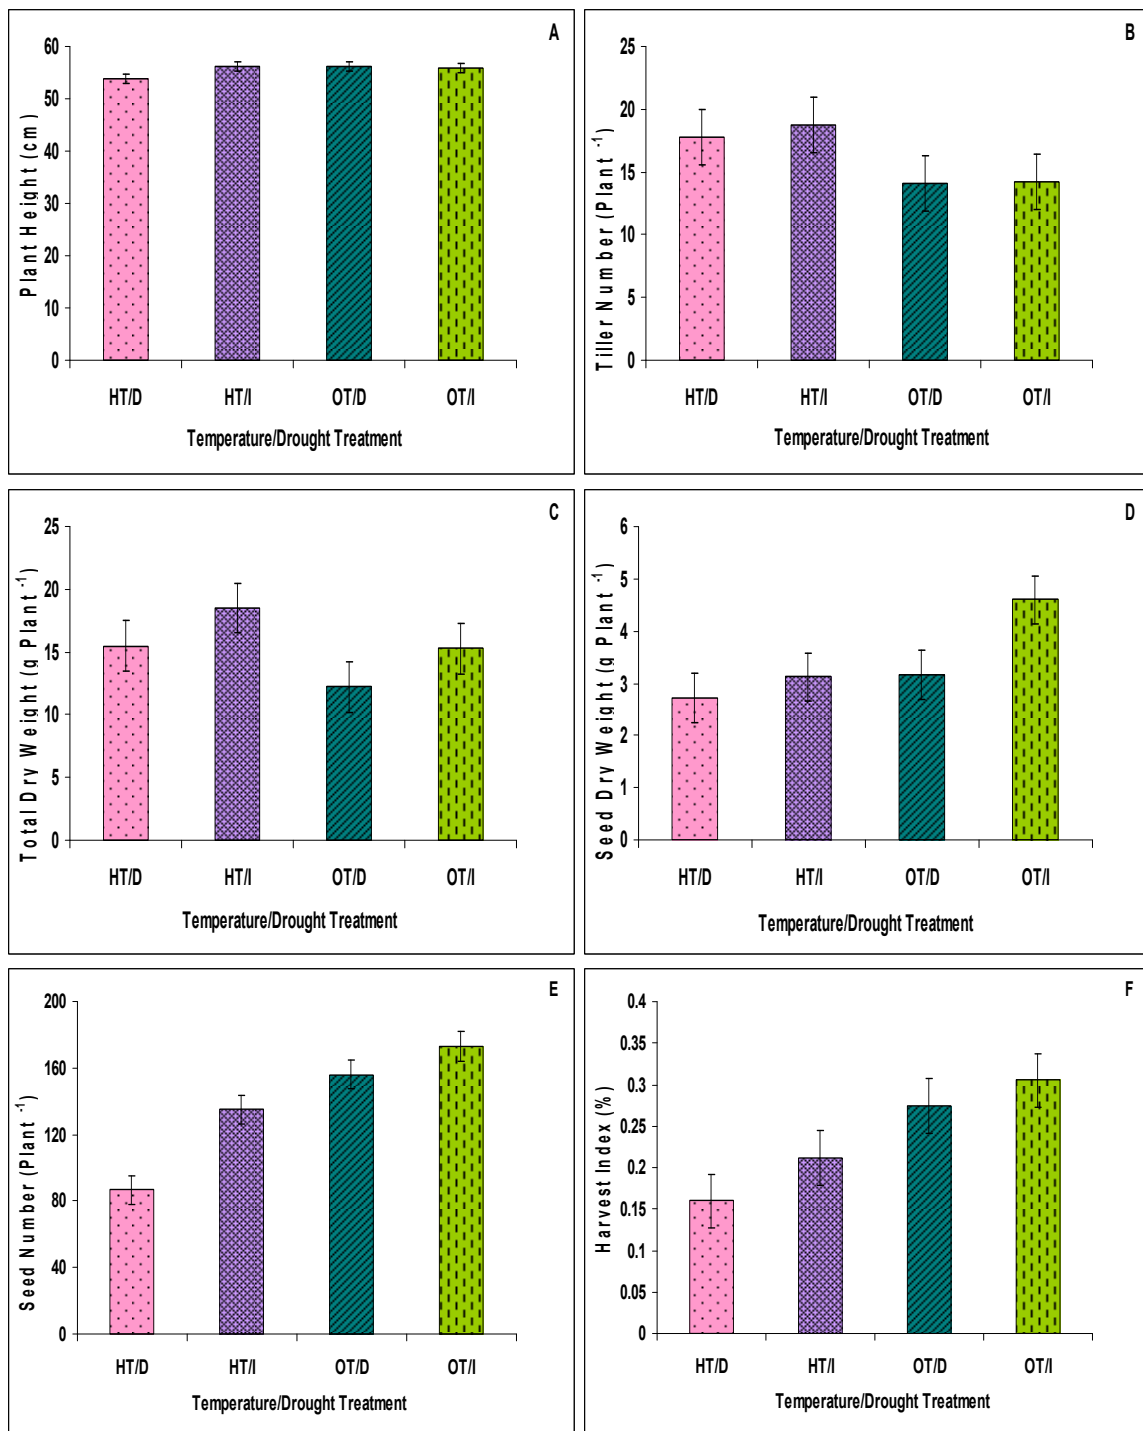 A
Plant Height (cm)
60
50
40
30
20
10
0
HT/D HT/I OT/D OT/I
Temperature/Drought Treatment
B
Tiller Number (Plant -1)
25
20
15
10
5
0
HT/D HT/I OT/D OT/I
Temperature/Drought Treatment
C
Total Dry Weight (g Plant -1)
25
20
15
10
5
0
HT/D HT/I OT/D OT/I
Temperature/Drought Treatment
D
Seed Dry Weight (g Plant -1)
6
5
4
3
2
1
0
HT/D HT/I OT/D OT/I
Temperature/Drought Treatment
E
Seed Number (Plant -1)
200
160
120
80
40
0
HT/D HT/I OT/D OT/I
Temperature/Drought Treatment
F
Harvest Index (%)
0.4
0.35
0.3
0.25
0.2
0.15
0.1
0.05
0
HT/D HT/I OT/D OT/I
Temperature/Drought Treatment